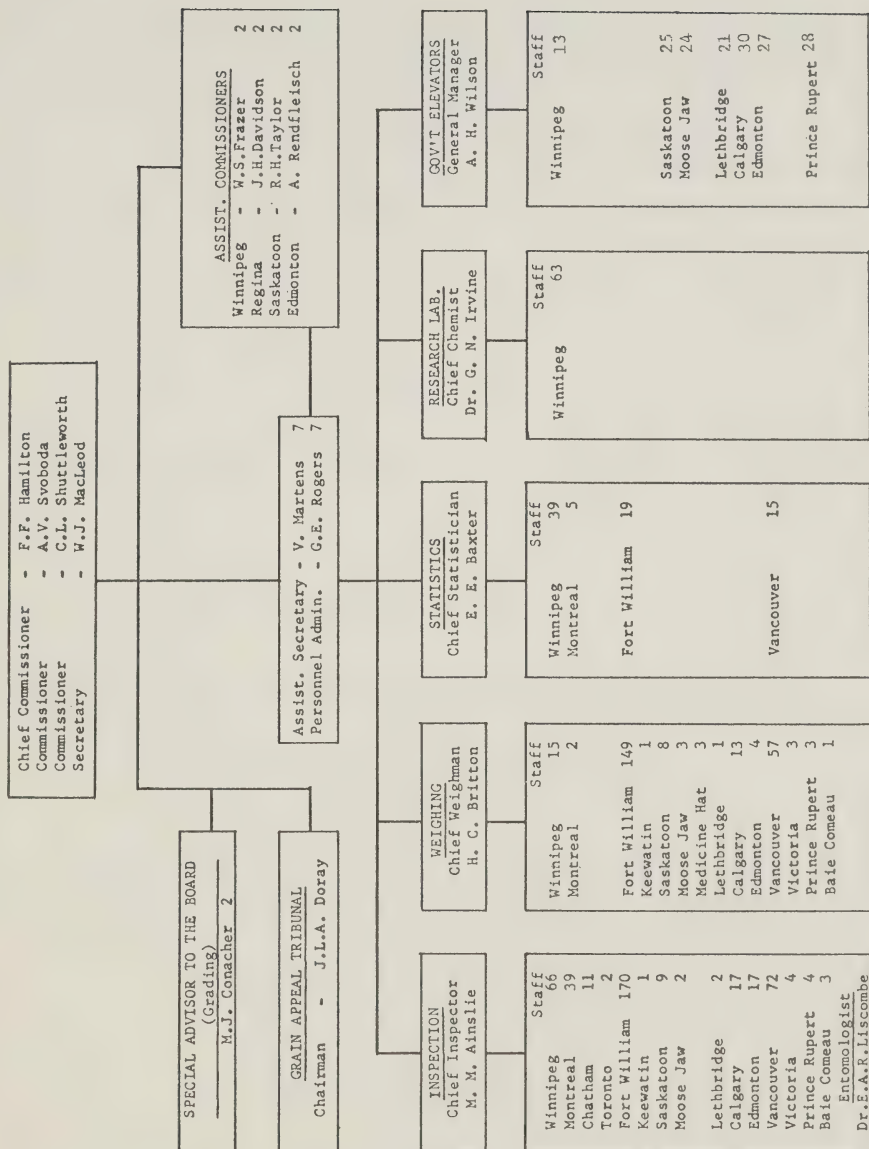 Chief Commissioner - F.F. Hamilton
Commissioner - A.V. Svoboda
Commissioner - C.L. Shuttleworth
Secretary - W.J. MacLeod
SPECIAL ADVISOR TO THE BOARD
(Grading)
M.J. Conacher 2
GRAIN APPEAL TRIBUNAL
Chairman - J.L.A. Doray
ASSIST. COMMISSIONERS
Winnipeg - W.S.Frazer 2
Regina - J.H.Davidson 2
Saskatoon - R.H.Taylor 2
Edmonton - A. Rendfleisch 2
Assist. Secretary - V. Martens 7
Personnel Admin. - G.E. Rogers 7
INSPECTION
Chief Inspector
M. M. Ainslie
Staff
Winnipeg 66
Montreal 39
Chatham 11
Toronto 2
Fort William 170
Keewatin 1
Saskatoon 9
Moose Jaw 2
Lethbridge 2
Calgary 17
Edmonton 17
Vancouver 72
Victoria 4
Prince Rupert 4
Baie Comeau 3
Entomologist
Dr.E.A.R.Liscombe
WEIGHING
Chief Weighman
H. C. Britton
Staff
Winnipeg 15
Montreal 2
Fort William 149
Keewatin 1
Saskatoon 8
Moose Jaw 3
Medicine Hat 3
Lethbridge 1
Calgary 13
Edmonton 4
Vancouver 57
Victoria 3
Prince Rupert 3
Baie Comeau 1
STATISTICS
Chief Statistician
E. E. Baxter
Staff
Winnipeg 39
Montreal 5
Fort William 19
Vancouver 15
RESEARCH LAB.
Chief Chemist
Dr. G. N. Irvine
Staff
Winnipeg 63
GOV'T ELEVATORS
General Manager
A. H. Wilson
Staff
Winnipeg 13
Saskatoon 25
Moose Jaw 24
Lethbridge 21
Calgary 30
Edmonton 27
Prince Rupert 28